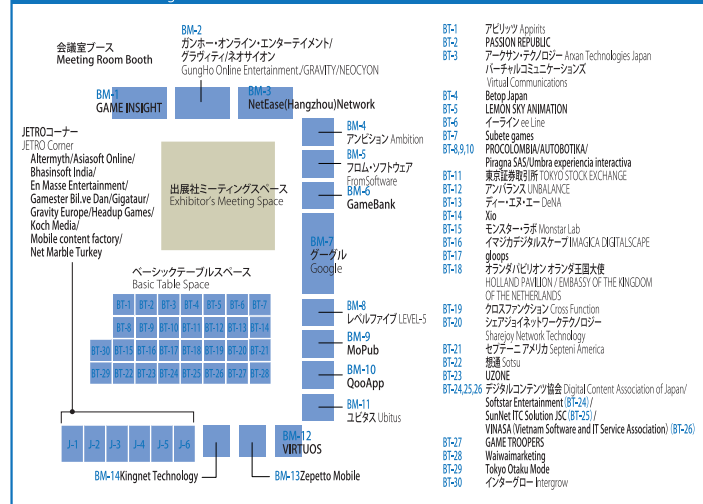 会議室ブース
Meeting Room Booth
BM-2
ガンホー・オンライン・エンターテイメント/
グラヴィティ/ネオサイオン
GungHo Online Entertainment./GRAVITY/NEOCYON
BM-1
GAME INSIGHT
BM-3
NetEase(Hangzhou)Network
JETROコーナー
JETRO Corner
Altermyth/Asiasoft Online/
Bhasinsoft India/
En Masse Entertainment/
Gamester Bil.ve Dan/Gigataur/
Gravity Europe/Headup Games/
Koch Media/
Mobile content factory/
Net Marble Turkey
出展社ミーティングスペース
Exhibitor's Meeting Space
BM-4
アンビション Ambition
BM-5
フロム・ソフトウェア
FromSoftware
BM-6
GameBank
BM-7
グーグル
Google
BM-8
レベルファイブ LEVEL-5
BM-9
MoPub
BM-10
QooApp
BM-11
ユビタス Ubitus
ベーシックテーブルスペース
Basic Table Space
BT-1 BT-2 BT-3 BT-4 BT-5 BT-6 BT-7
BT-8 BT-9 BT-10 BT-11 BT-12 BT-13 BT-14
BT-30 BT-15 BT-16 BT-17 BT-18 BT-19 BT-20 BT-21
BT-29 BT-22 BT-23 BT-24 BT-25 BT-26 BT-27 BT-28
J-1 J-2 J-3 J-4 J-5 J-6
BM-12
VIRTUOS
BM-14Kingnet Technology
BM-13Zepetto Mobile
BT-1 アピリッツ Appirits
BT-2 PASSION REPUBLIC
BT-3 アークサン・テクノロジー Arxan Technologies Japan
バーチャルコミュニケーションズ
Virtual Communications
BT-4 Betop Japan
BT-5 LEMON SKY ANIMATION
BT-6 イーライン ee Line
BT-7 Subete games
BT-8,9,10 PROCOLOMBIA/AUTOBOTIKA/
Piragna SAS/Umbra experiencia interactiva
BT-11 東京証券取引所 TOKYO STOCK EXCHANGE
BT-12 アンバランス UNBALANCE
BT-13 ディー・エヌ・エー DeNA
BT-14 Xio
BT-15 モンスター・ラボ Monstar Lab
BT-16 イマジカデジタルスケープ IMAGICA DIGITALSCAPE
BT-17 gloops
BT-18 オランダパビリオン オランダ王国大使
HOLLAND PAVILION / EMBASSY OF THE KINGDOM
OF THE NETHERLANDS
BT-19 クロスファンクション Cross Function
BT-20 シェアジョイネットワークテクノロジー
Sharejoy Network Technology
BT-21 セプテーニ アメリカ Septeni America
BT-22 想通 Sotsu
BT-23 UZONE
BT-24,25,26 デジタルコンテンツ協会 Digital Content Association of Japan/
Softstar Entertainment (BT-24) /
SunNet ITC Solution JSC (BT-25) /
VINASA (Vietnam Software and IT Service Association) (BT-26)
BT-27 GAME TROOPERS
BT-28 Waiwaimarketing
BT-29 Tokyo Otaku Mode
BT-30 インターグロー Intergrow